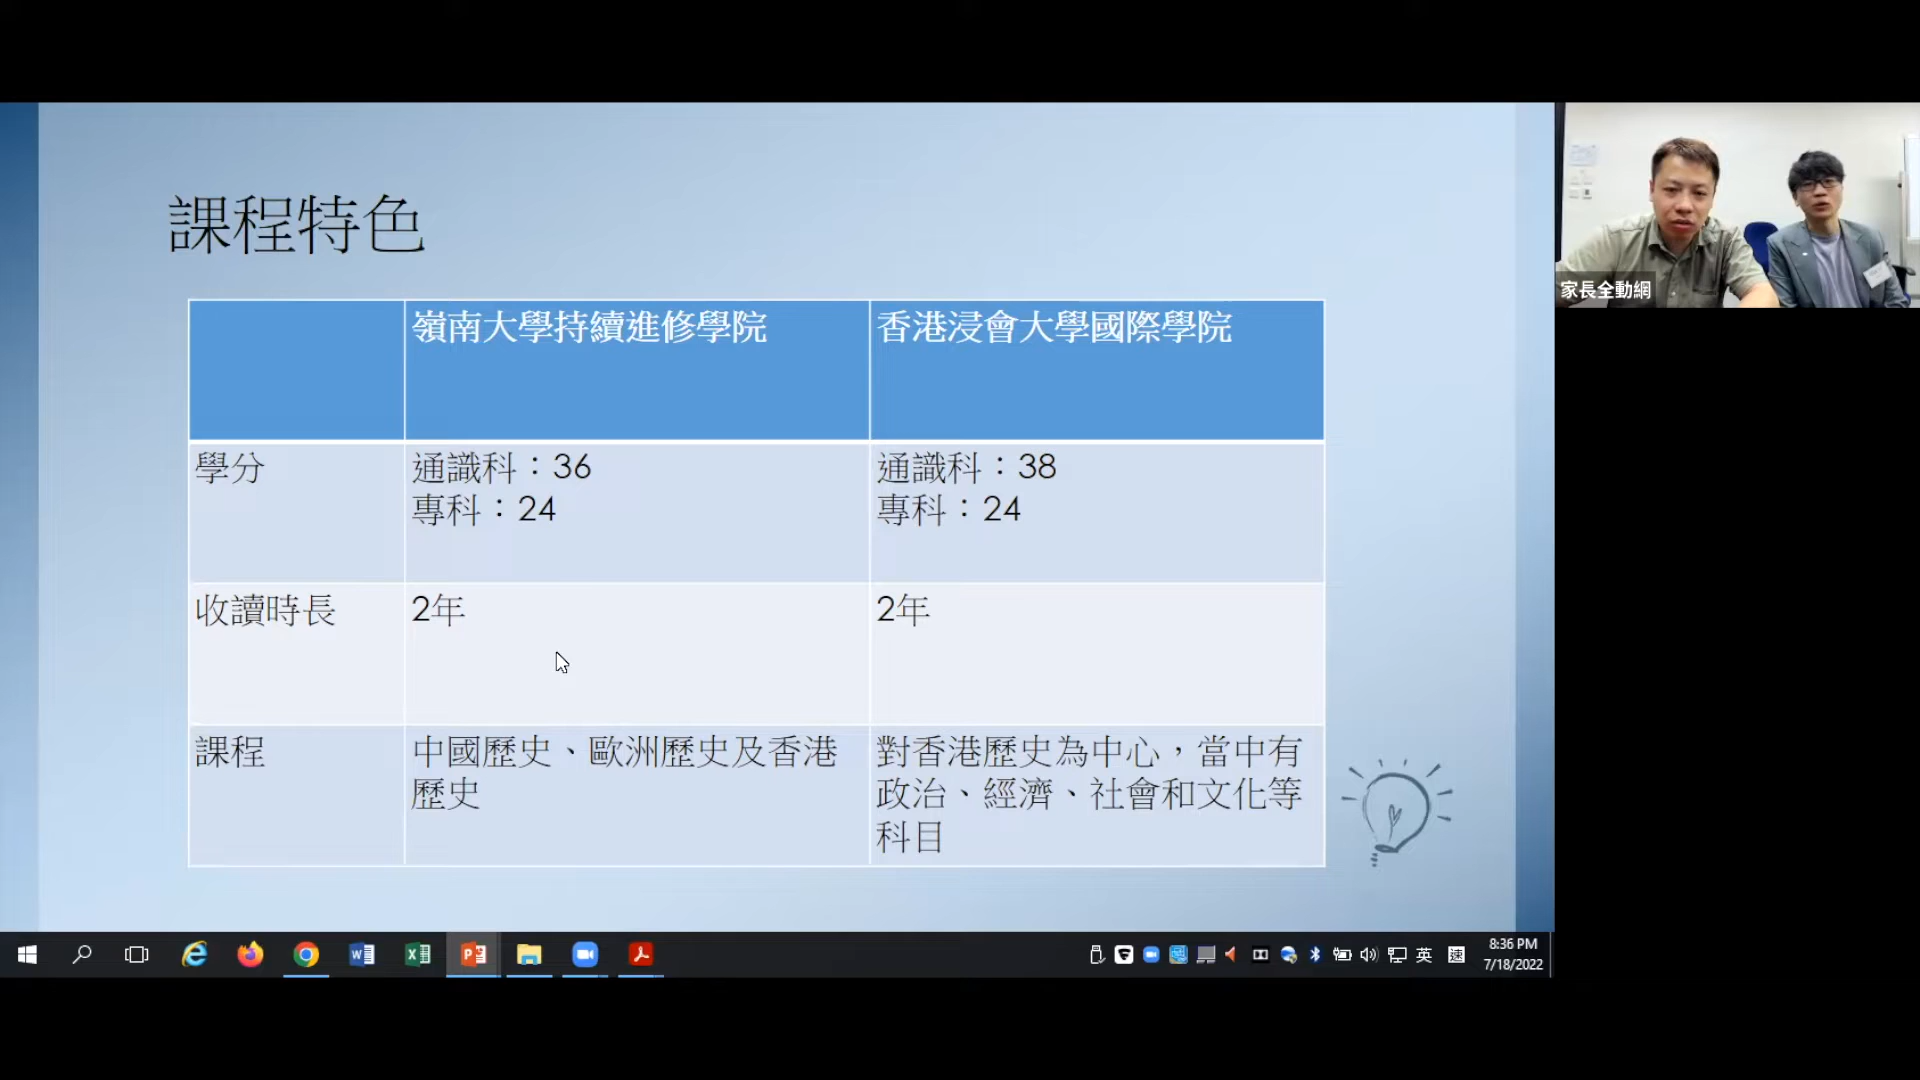 課程特色
嶺南大學持續進修學院
香港浸會大學國際學院
學分
通識科：36
專科：24
通識科：38
專科：24
收讀時長
2年
2年
課程
中國歷史、歐洲歷史及香港
歷史
對香港歷史為中心，當中有
政治、經濟、社會和文化等
科目
家長全動網
英
速
8:36 PM
7/18/2022